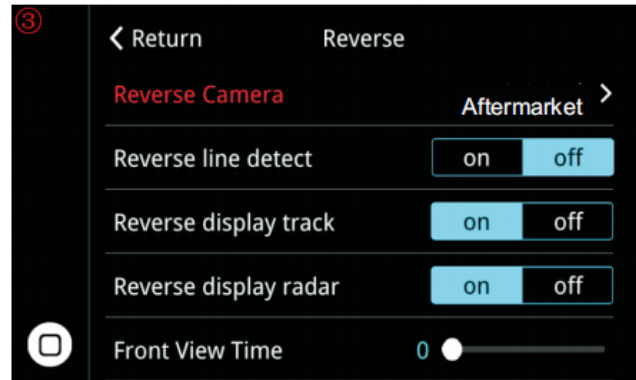 ③
Return Reverse
Reverse Camera Aftermarket
Reverse line detect on off
Reverse display track on off
Reverse display radar on off
Front View Time 0